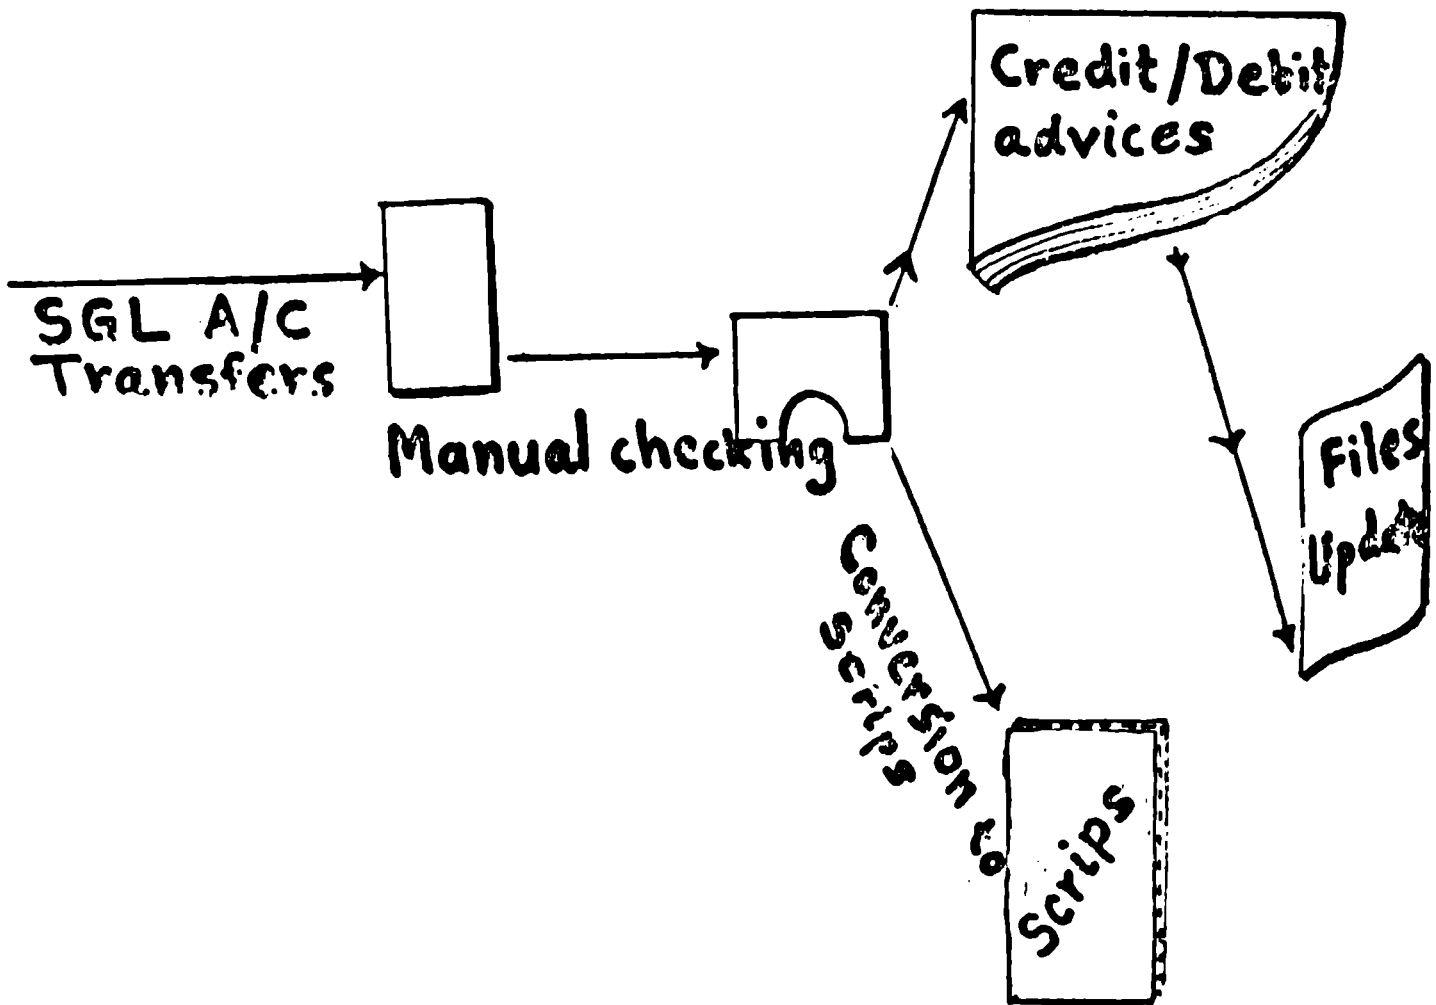 Credit/Debit
advices
SGL A/C
Transfers
Manual checking
Files
Conversion to
Scrips
Scrips